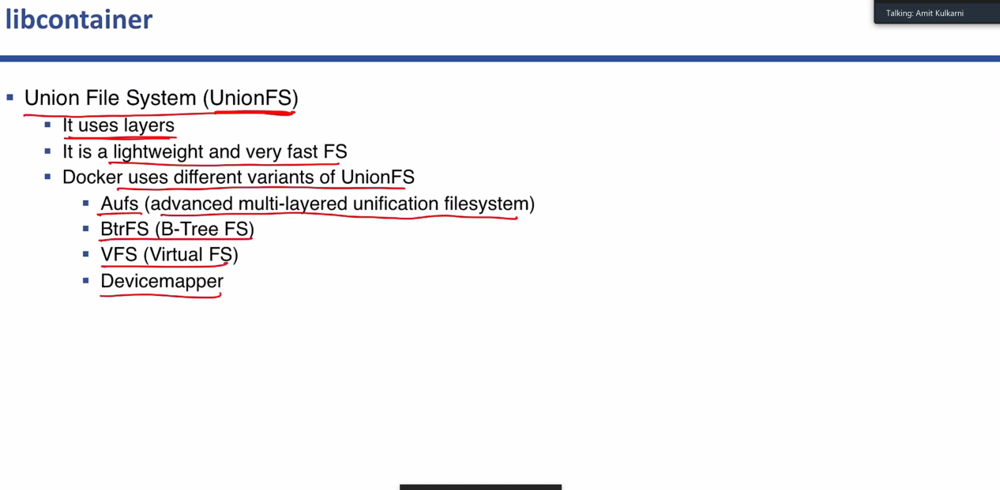 libcontainer
Talking: Amit Kulkarni
Union File System (UnionFS)
It uses layers
It is a lightweight and very fast FS
Docker uses different variants of UnionFS
Aufs (advanced multi-layered unification filesystem)
BtrFS (B-Tree FS)
VFS (Virtual FS)
Devicemapper